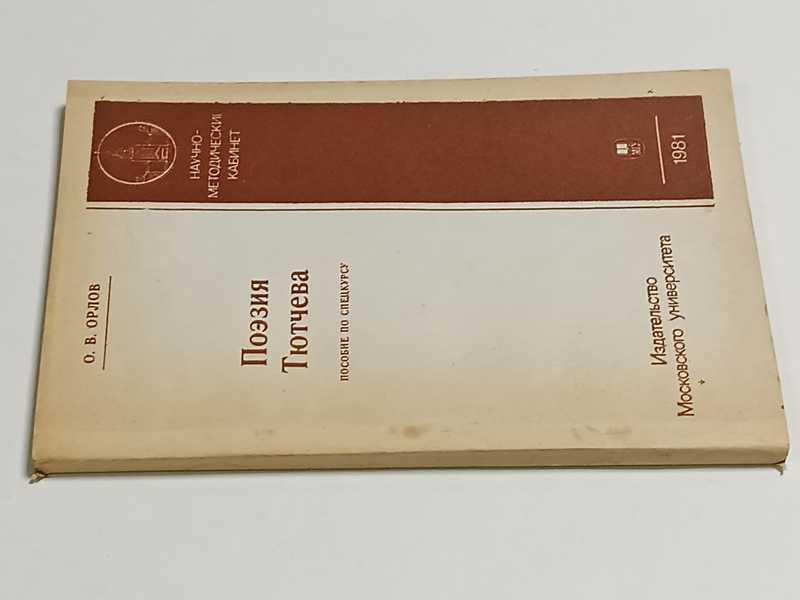 О. В. ОРЛОВ
Поэзия
Тютчева
ПОСОБИЕ ПО СПЕЦКУРСУ
Издательство
Московского университета
НАУЧНО-
МЕТОДИЧЕСКИЙ
КАБИНЕТ
МГУ
1981